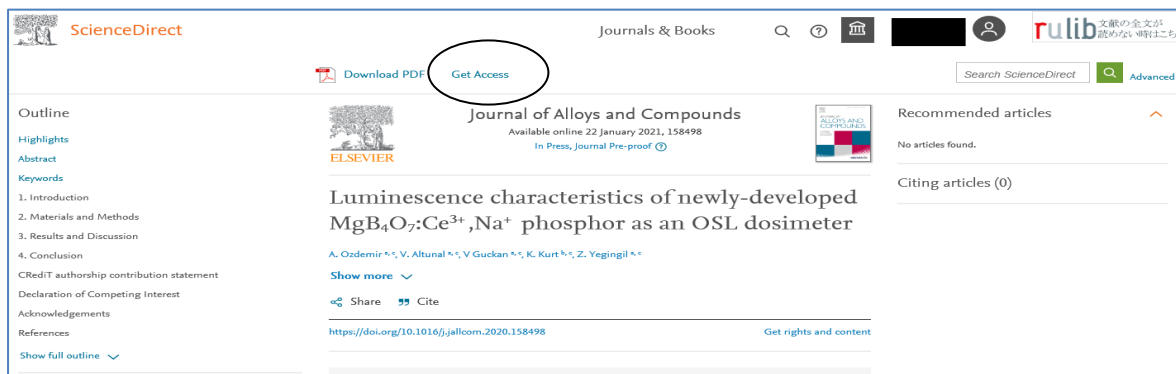 ScienceDirect
Journals & Books
rulib 文献の全文が
読めない時はこち
Download PDF
Get Access
Search ScienceDirect
Advanced
Outline
Highlights
Abstract
Keywords
1. Introduction
2. Materials and Methods
3. Results and Discussion
4. Conclusion
CRediT authorship contribution statement
Declaration of Competing Interest
Acknowledgements
References
Show full outline
ELSEVIER
Journal of Alloys and Compounds
Available online 22 January 2021, 158498
In Press, Journal Pre-proof
ALLOYS AND
COMPOUNDS
Luminescence characteristics of newly-developed
MgB₄O₇:Ce³⁺,Na⁺ phosphor as an OSL dosimeter
A. Ozdemir ᵃ, ᶜ, V. Altunal ᵃ, ᶜ, V Guckan ᵃ, ᶜ, K. Kurt ᵇ, ᶜ, Z. Yegingil ᵃ, ᶜ
Show more
Share
Cite
https://doi.org/10.1016/j.jallcom.2020.158498
Get rights and content
Recommended articles
No articles found.
Citing articles (0)